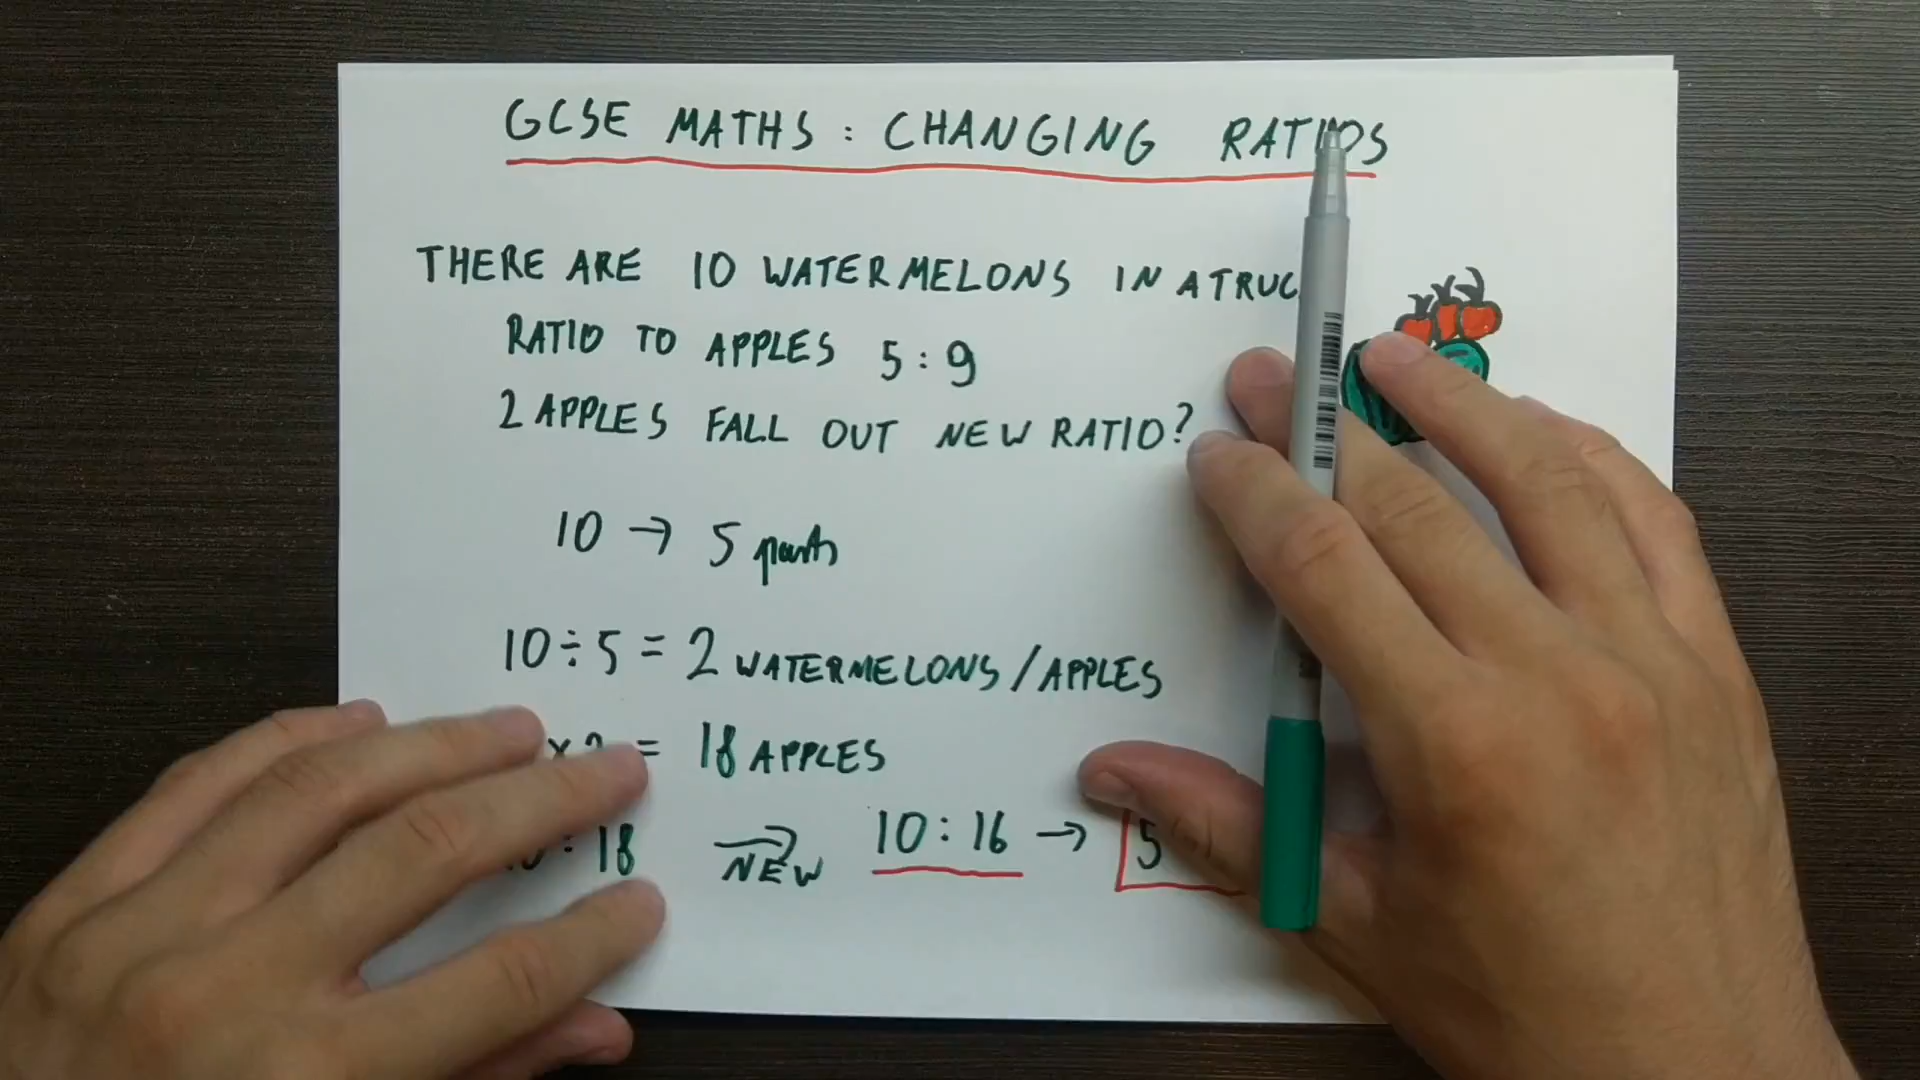 GCSE MATHS : CHANGING RATIOS
THERE ARE 10 WATERMELONS IN A TRUC
RATIO TO APPLES 5 : 9
2 APPLES FALL OUT NEW RATIO?
10 → 5 parts
10 ÷ 5 = 2 WATERMELONS / APPLES
× 2 = 18 APPLES
: 18 NEW 10 : 16 → 5